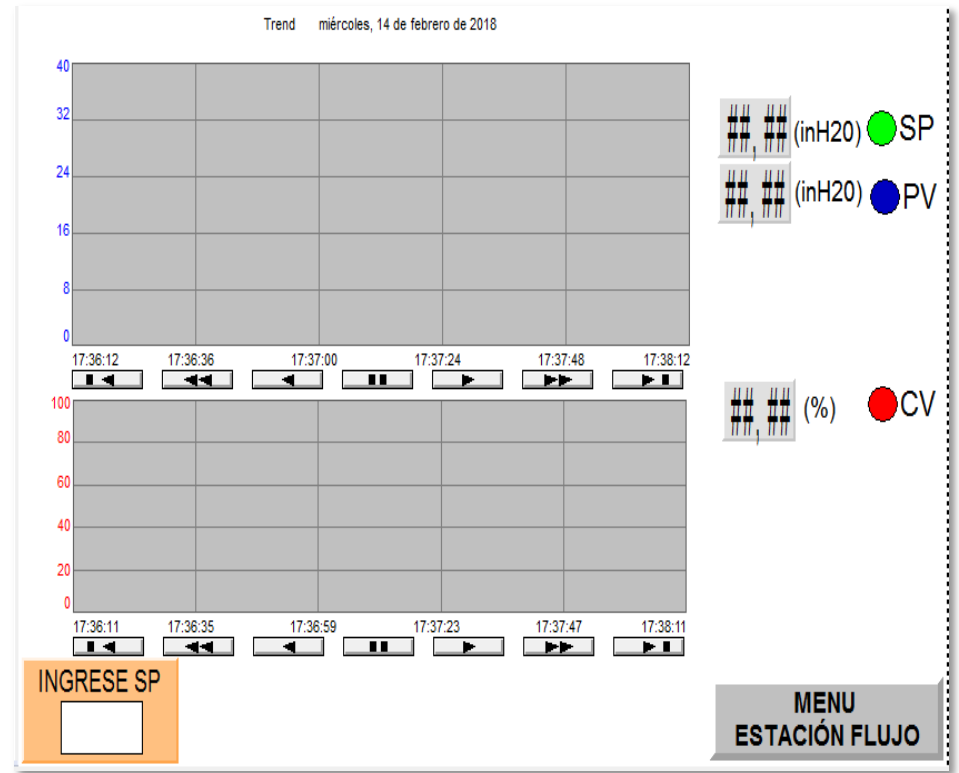 Trend miércoles, 14 de febrero de 2018
40
32
24
16
8
0
17:36:12 17:36:36 17:37:00 17:37:24 17:37:48 17:38:12
##,## (inH20) SP
##,## (inH20) PV
100
80
60
40
20
0
17:36:11 17:36:35 17:36:59 17:37:23 17:37:47 17:38:11
##,## (%) CV
INGRESE SP
MENU
ESTACIÓN FLUJO